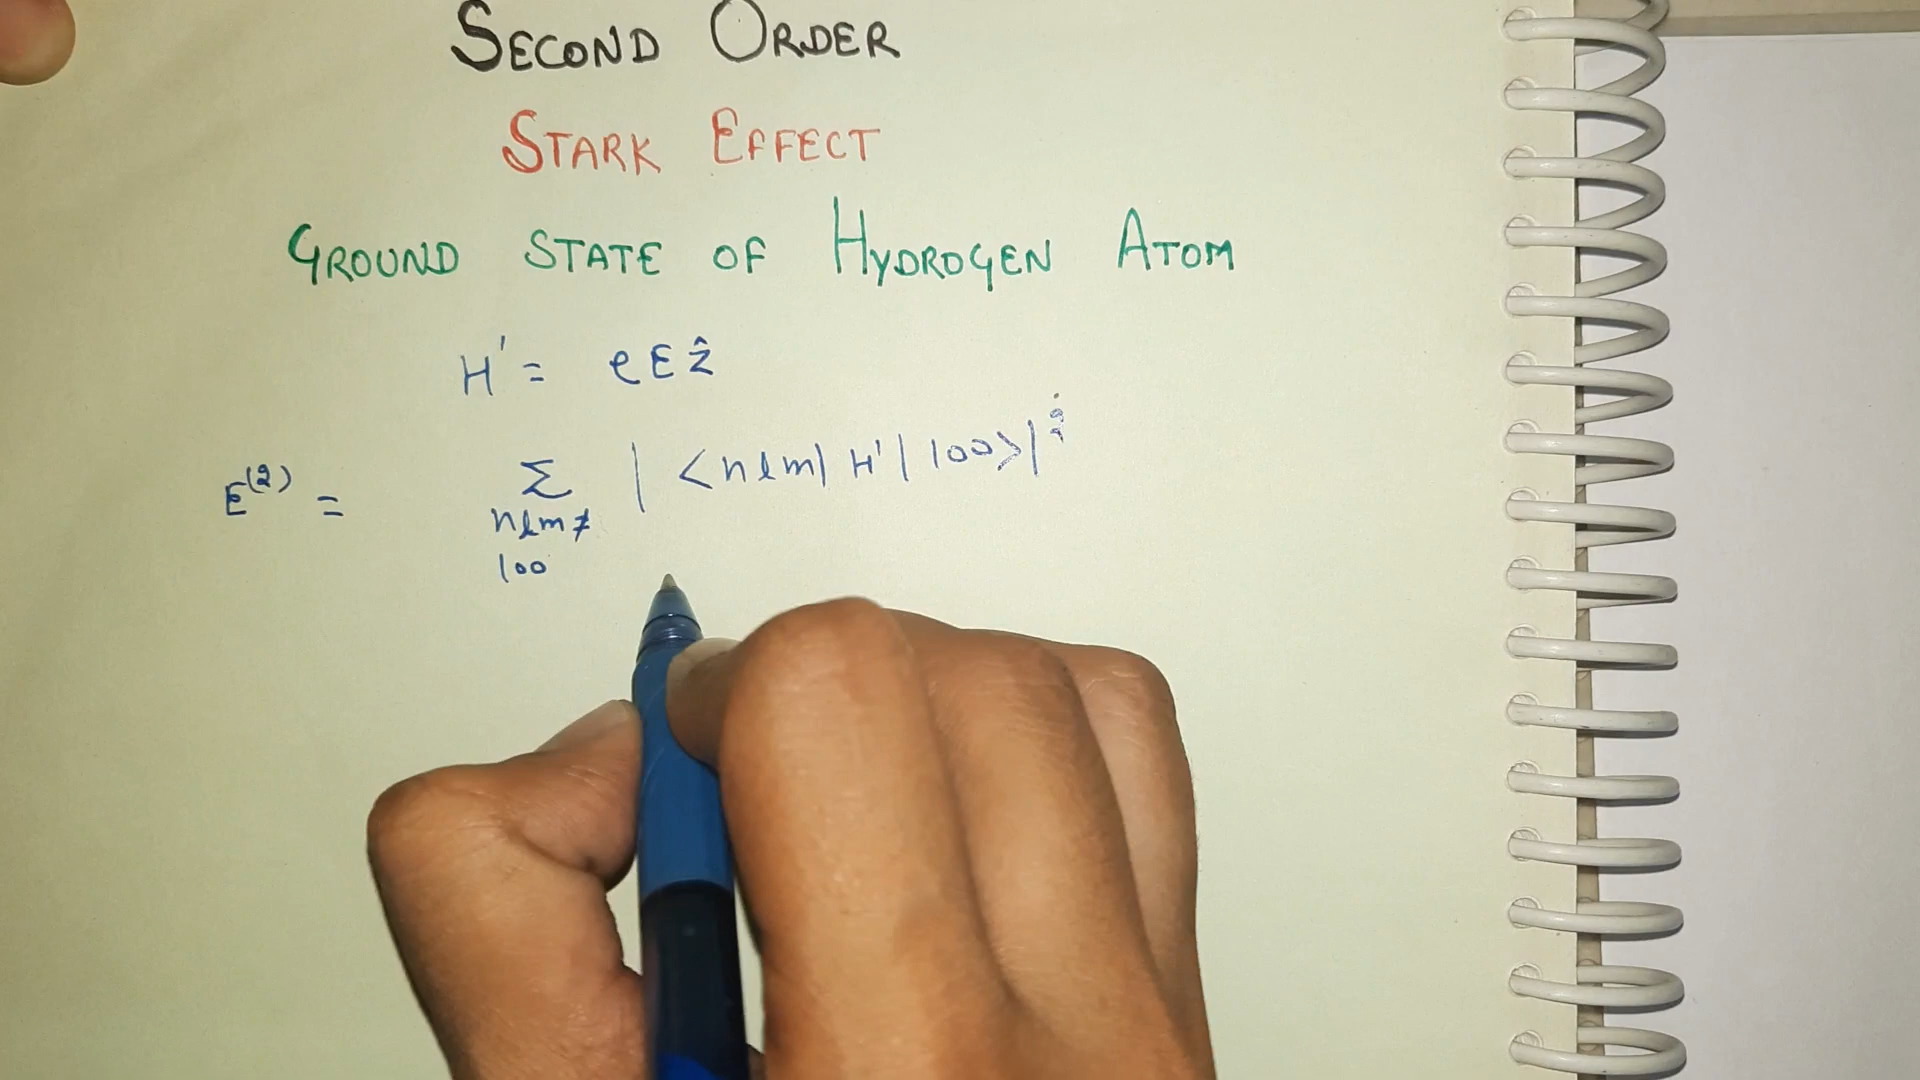 SECOND ORDER
STARK EFFECT
GROUND STATE OF HYDROGEN ATOM
H' = eEẑ
E⁽²⁾ = Σ |<nlm|H'|100>|²
nlm≠
100